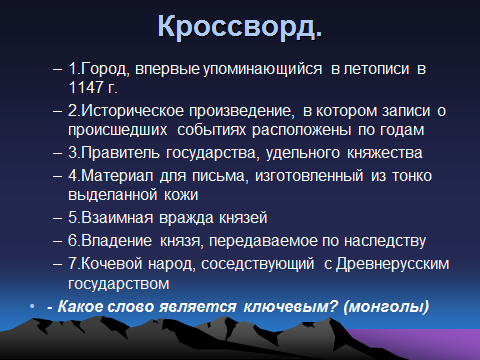 Кроссворд.
– 1.Город, впервые упоминающийся в летописи в
1147 г.
– 2.Историческое произведение, в котором записи о
происшедших событиях расположены по годам
– 3.Правитель государства, удельного княжества
– 4.Материал для письма, изготовленный из тонко
выделанной кожи
– 5.Взаимная вражда князей
– 6.Владение князя, передаваемое по наследству
– 7.Кочевой народ, соседствующий с Древнерусским
государством
• - Какое слово является ключевым? (монголы)